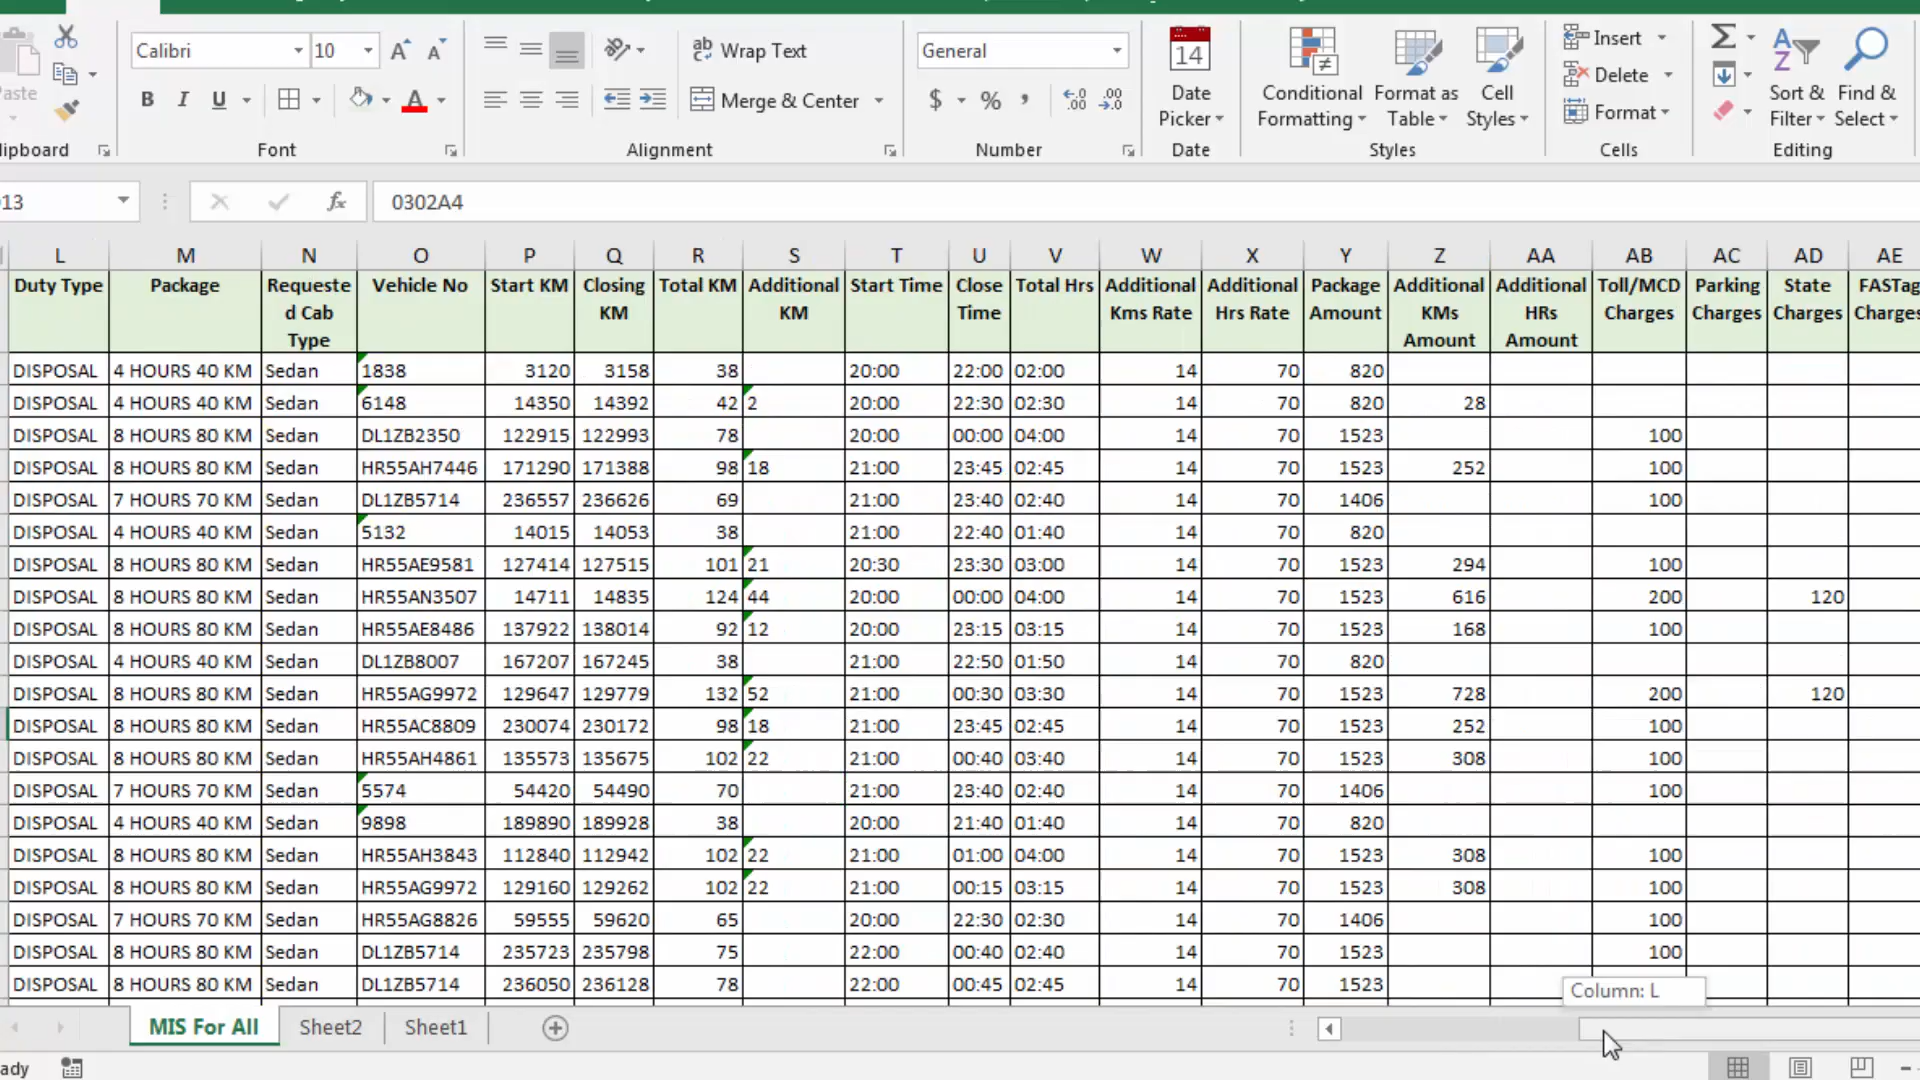 Calibri 10 Wrap Text General Insert
Delete
Date Conditional Format as Cell Sort & Find &
B I U Merge & Center $ % Picker Formatting Table Styles Format Filter Select
Font Alignment Number Date Styles Cells Editing
13 fx 0302A4
L M N O P Q R S T U V W X Y Z AA AB AC AD AE
Duty Type Package Requeste Vehicle No Start KM Closing Total KM Additional Start Time Close Total Hrs Additional Additional Package Additional Additional Toll/MCD Parking State FASTag
d Cab KM KM Time Kms Rate Hrs Rate Amount KMs HRs Charges Charges Charges Charges
Type Amount Amount
DISPOSAL 4 HOURS 40 KM Sedan 1838 3120 3158 38 20:00 22:00 02:00 14 70 820
DISPOSAL 4 HOURS 40 KM Sedan 6148 14350 14392 42 2 20:00 22:30 02:30 14 70 820 28
DISPOSAL 8 HOURS 80 KM Sedan DL1ZB2350 122915 122993 78 20:00 00:00 04:00 14 70 1523 100
DISPOSAL 8 HOURS 80 KM Sedan HR55AH7446 171290 171388 98 18 21:00 23:45 02:45 14 70 1523 252 100
DISPOSAL 7 HOURS 70 KM Sedan DL1ZB5714 236557 236626 69 21:00 23:40 02:40 14 70 1406 100
DISPOSAL 4 HOURS 40 KM Sedan 5132 14015 14053 38 21:00 22:40 01:40 14 70 820
DISPOSAL 8 HOURS 80 KM Sedan HR55AE9581 127414 127515 101 21 20:30 23:30 03:00 14 70 1523 294 100
DISPOSAL 8 HOURS 80 KM Sedan HR55AN3507 14711 14835 124 44 20:00 00:00 04:00 14 70 1523 616 200 120
DISPOSAL 8 HOURS 80 KM Sedan HR55AE8486 137922 138014 92 12 20:00 23:15 03:15 14 70 1523 168 100
DISPOSAL 4 HOURS 40 KM Sedan DL1ZB8007 167207 167245 38 21:00 22:50 01:50 14 70 820
DISPOSAL 8 HOURS 80 KM Sedan HR55AG9972 129647 129779 132 52 21:00 00:30 03:30 14 70 1523 728 200 120
DISPOSAL 8 HOURS 80 KM Sedan HR55AC8809 230074 230172 98 18 21:00 23:45 02:45 14 70 1523 252 100
DISPOSAL 8 HOURS 80 KM Sedan HR55AH4861 135573 135675 102 22 21:00 00:40 03:40 14 70 1523 308 100
DISPOSAL 7 HOURS 70 KM Sedan 5574 54420 54490 70 21:00 23:40 02:40 14 70 1406 100
DISPOSAL 4 HOURS 40 KM Sedan 9898 189890 189928 38 20:00 21:40 01:40 14 70 820
DISPOSAL 8 HOURS 80 KM Sedan HR55AH3843 112840 112942 102 22 21:00 01:00 04:00 14 70 1523 308 100
DISPOSAL 8 HOURS 80 KM Sedan HR55AG9972 129160 129262 102 22 21:00 00:15 03:15 14 70 1523 308 100
DISPOSAL 7 HOURS 70 KM Sedan HR55AG8826 59555 59620 65 20:00 22:30 02:30 14 70 1406 100
DISPOSAL 8 HOURS 80 KM Sedan DL1ZB5714 235723 235798 75 22:00 00:40 02:40 14 70 1523 100
DISPOSAL 8 HOURS 80 KM Sedan DL1ZB5714 236050 236128 78 22:00 00:45 02:45 14 70 1523
Column: L
MIS For All Sheet2 Sheet1